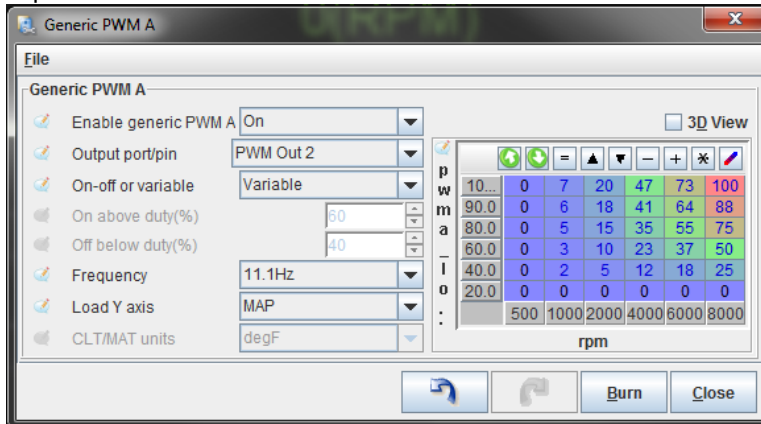 Generic PWM A
0(RPM)
File
Generic PWM A
Enable generic PWM A On
3D View
Output port/pin PWM Out 2
On-off or variable Variable
On above duty(%) 60
Off below duty(%) 40
Frequency 11.1Hz
Load Y axis MAP
CLT/MAT units degF
pwma_lo:
= - + *
10... 0 7 20 47 73 100
90.0 0 6 18 41 64 88
80.0 0 5 15 35 55 75
60.0 0 3 10 23 37 50
40.0 0 2 5 12 18 25
20.0 0 0 0 0 0 0
500 1000 2000 4000 6000 8000
rpm
Burn Close